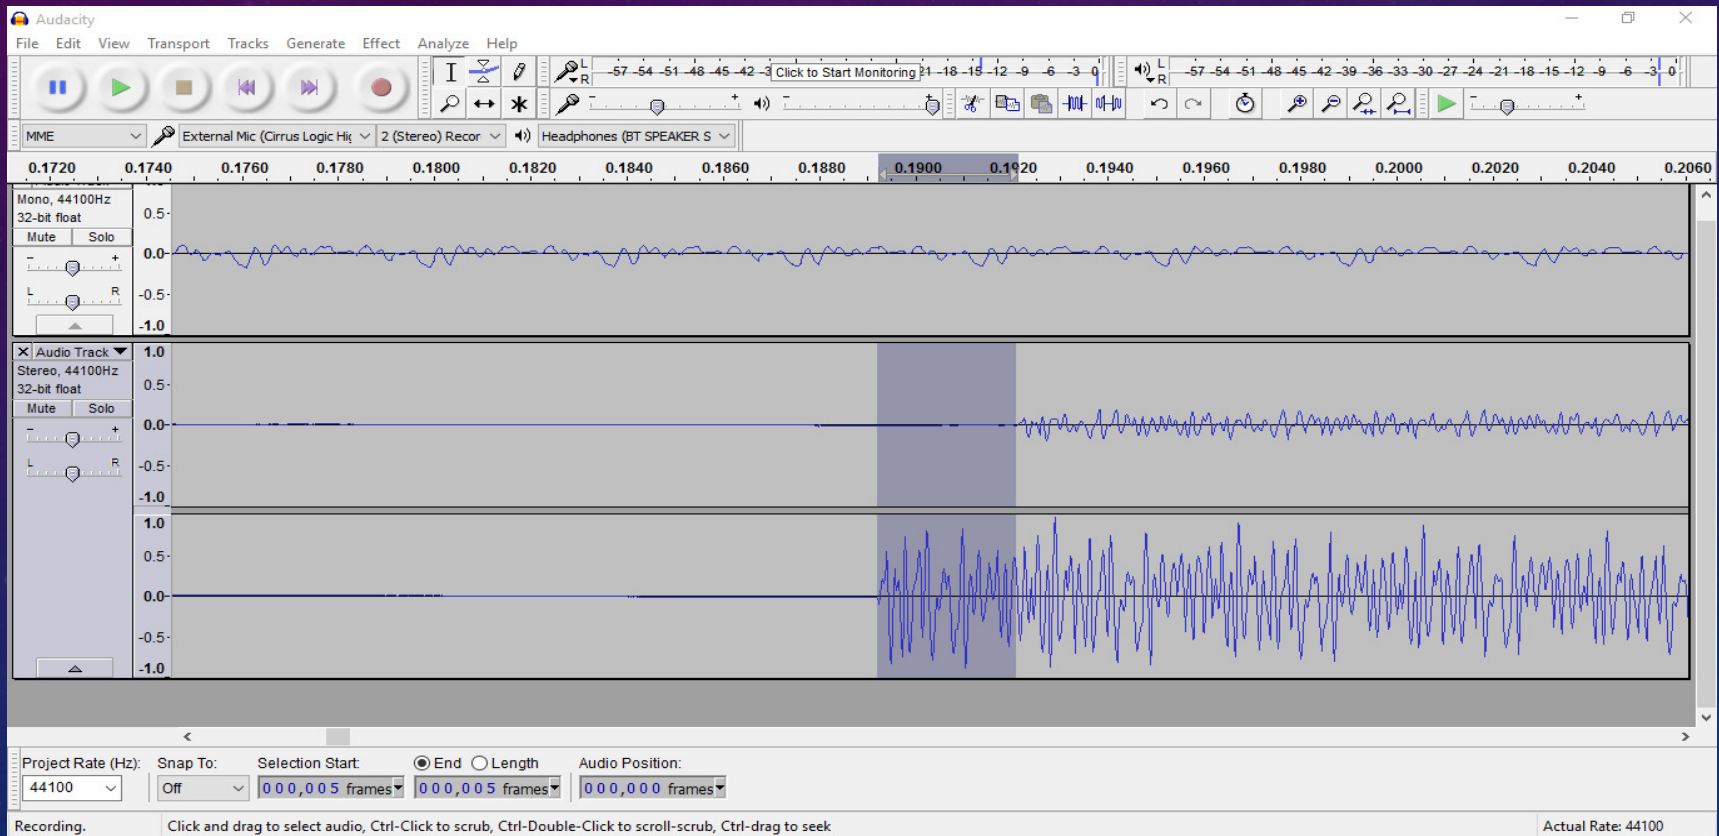 Audacity
File Edit View Transport Tracks Generate Effect Analyze Help
L R -57 -54 -51 -48 -45 -42 -3 Click to Start Monitoring 21 -18 -15 -12 -9 -6 -3 0 L R -57 -54 -51 -48 -45 -42 -39 -36 -33 -30 -27 -24 -21 -18 -15 -12 -9 -6 -3 0
- + - + - +
MME External Mic (Cirrus Logic Hig 2 (Stereo) Recor Headphones (BT SPEAKER S
0.1720 0.1740 0.1760 0.1780 0.1800 0.1820 0.1840 0.1860 0.1880 0.1900 0.1920 0.1940 0.1960 0.1980 0.2000 0.2020 0.2040 0.2060
Mono, 44100Hz
32-bit float
Mute Solo
- +
L R
0.5
0.0
-0.5
-1.0
X Audio Track
Stereo, 44100Hz
32-bit float
Mute Solo
- +
L R
1.0
0.5
0.0
-0.5
-1.0
1.0
0.5
0.0
-0.5
-1.0
Project Rate (Hz): Snap To: Selection Start: End Length Audio Position:
44100 Off 000,005 frames 000,005 frames 000,000 frames
Recording. Click and drag to select audio, Ctrl-Click to scrub, Ctrl-Double-Click to scroll-scrub, Ctrl-drag to seek Actual Rate: 44100